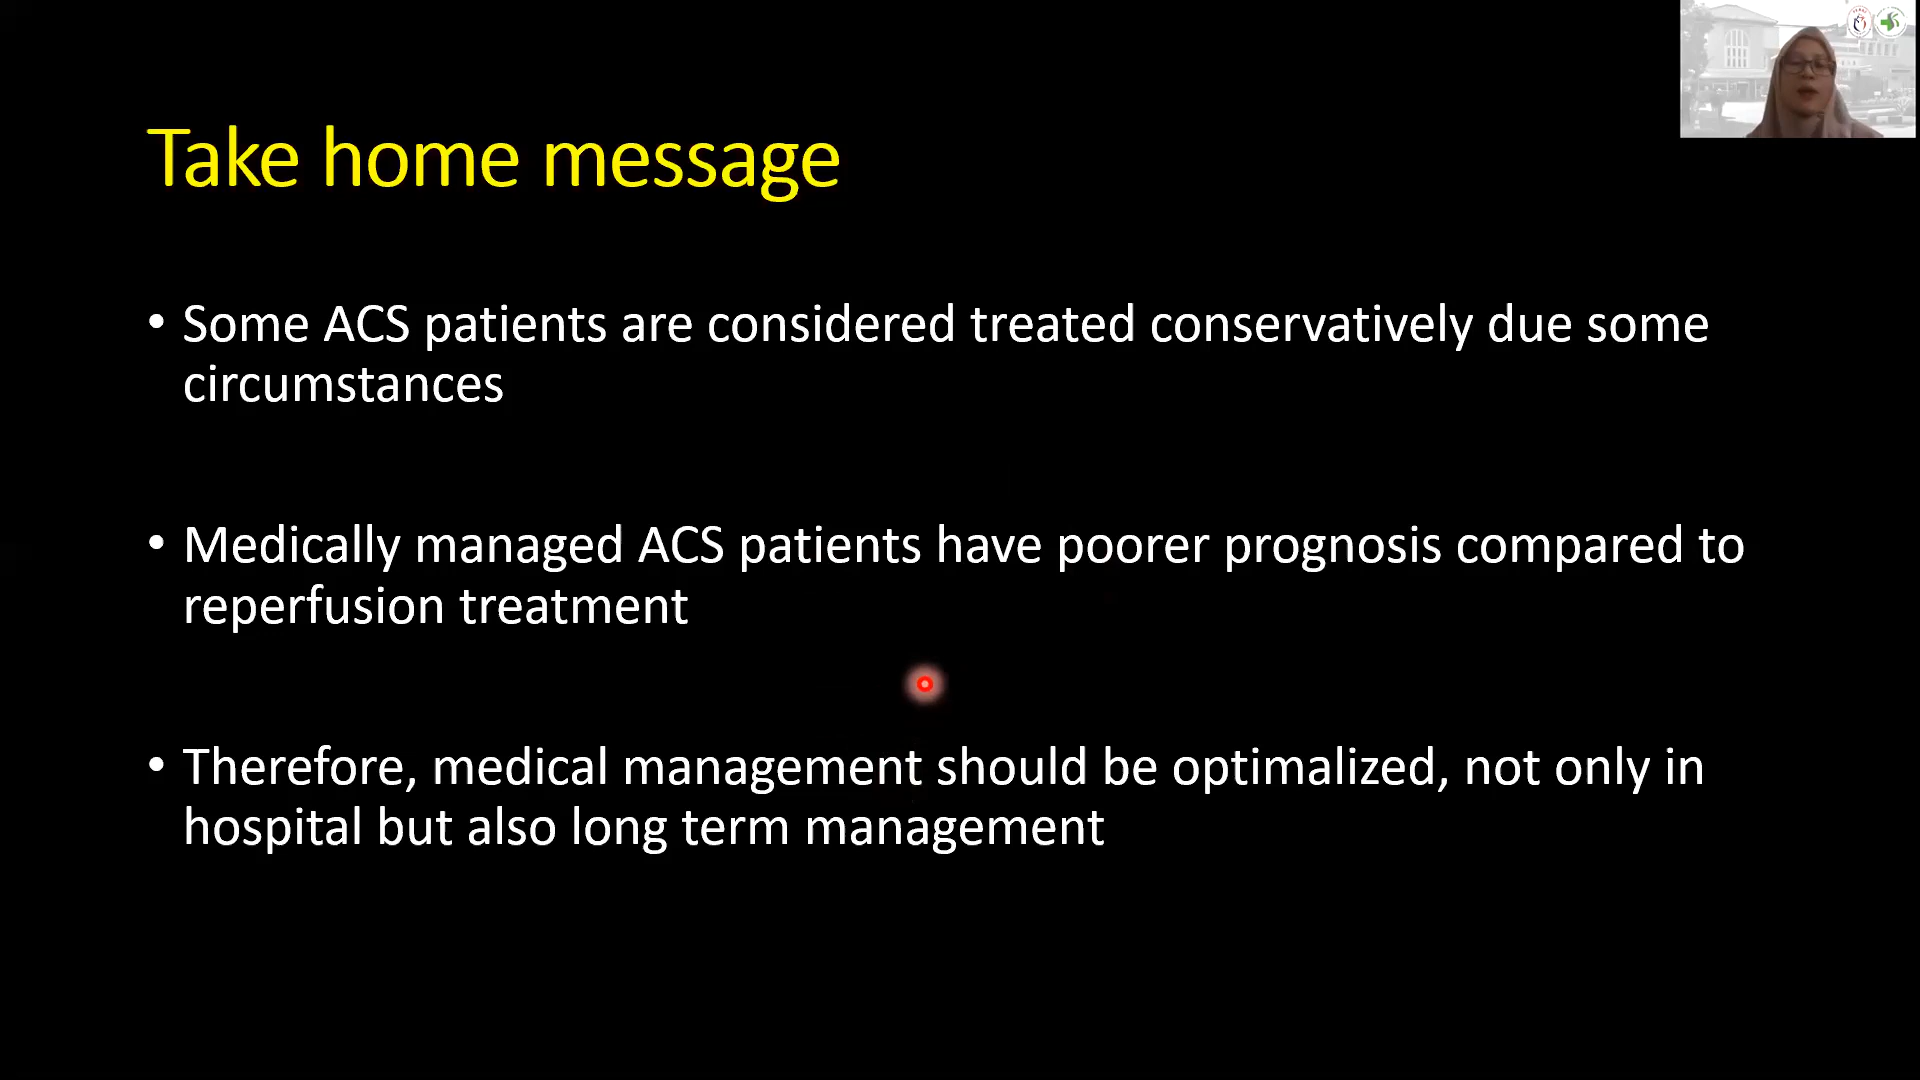 Take home message
• Some ACS patients are considered treated conservatively due some
circumstances
• Medically managed ACS patients have poorer prognosis compared to
reperfusion treatment
• Therefore, medical management should be optimalized, not only in
hospital but also long term management